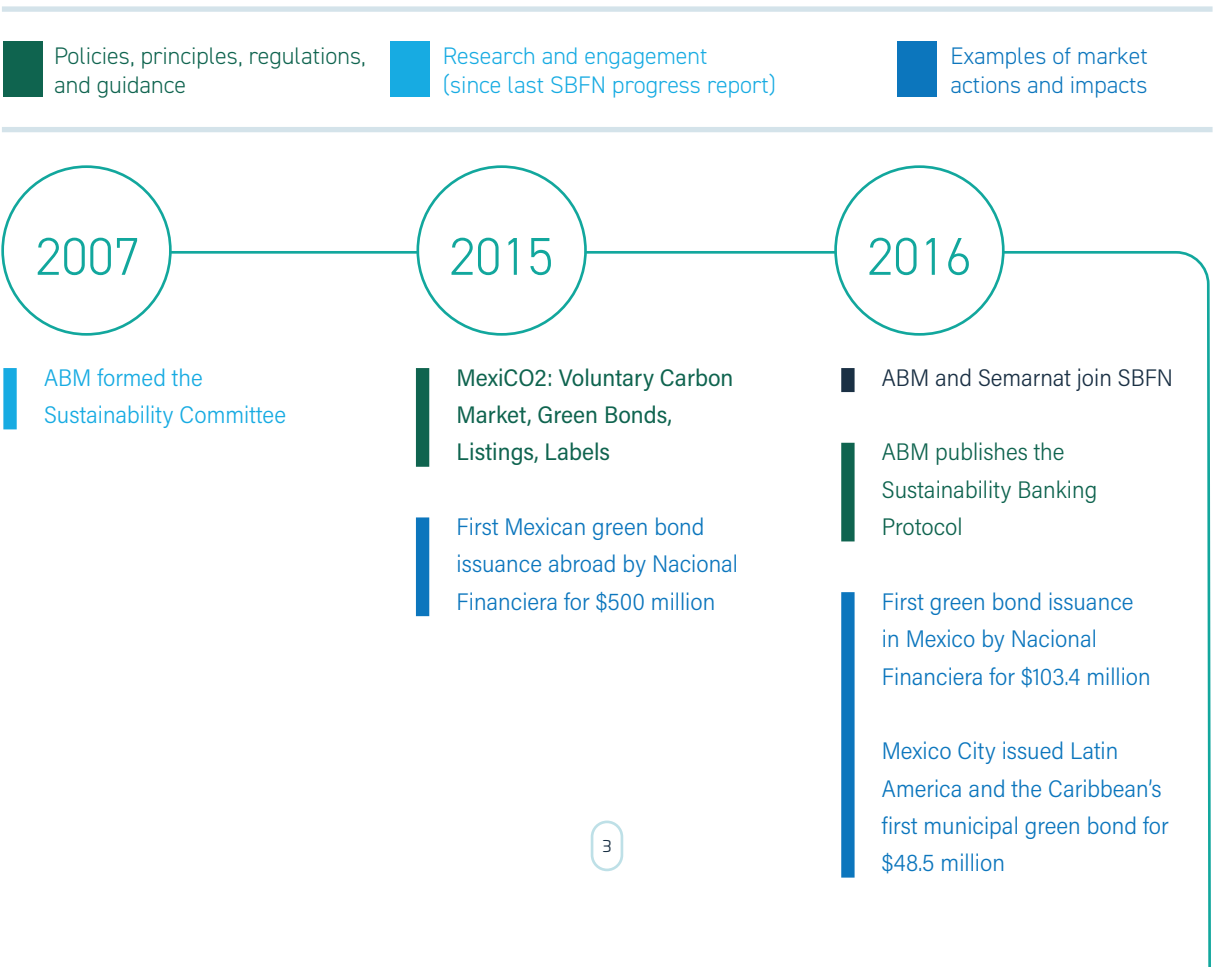 Policies, principles, regulations,
and guidance
Research and engagement
(since last SBFN progress report)
Examples of market
actions and impacts
2007
ABM formed the
Sustainability Committee
2015
MexiCO2: Voluntary Carbon
Market, Green Bonds,
Listings, Labels
First Mexican green bond
issuance abroad by Nacional
Financiera for $500 million
2016
ABM and Semarnat join SBFN
ABM publishes the
Sustainability Banking
Protocol
First green bond issuance
in Mexico by Nacional
Financiera for $103.4 million
Mexico City issued Latin
America and the Caribbean's
first municipal green bond for
$48.5 million
3